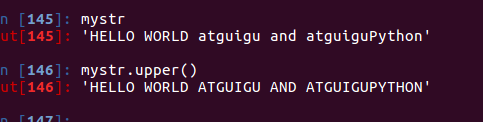 n [145]: mystr
ut[145]: 'HELLO WORLD atguigu and atguiguPython'
n [146]: mystr.upper()
ut[146]: 'HELLO WORLD ATGUIGU AND ATGUIGUPYTHON'
n [147]: